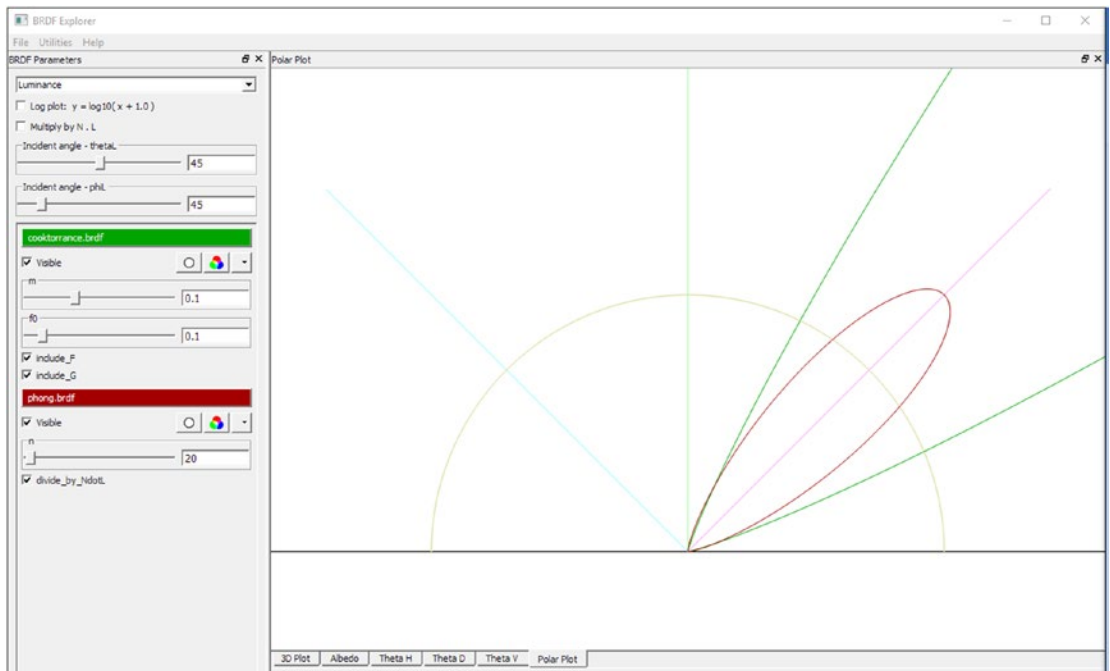 BRDF Explorer
File Utilities Help
BRDF Parameters
Luminance
Log plot: y = log10( x + 1.0 )
Multiply by N . L
Incident angle - thetaL
45
Incident angle - phiL
45
cooktorrance.brdf
Visible
m
0.1
f0
0.1
include_F
include_G
phong.brdf
Visible
n
20
divide_by_NdotL
Polar Plot
3D Plot Albedo Theta H Theta D Theta V Polar Plot